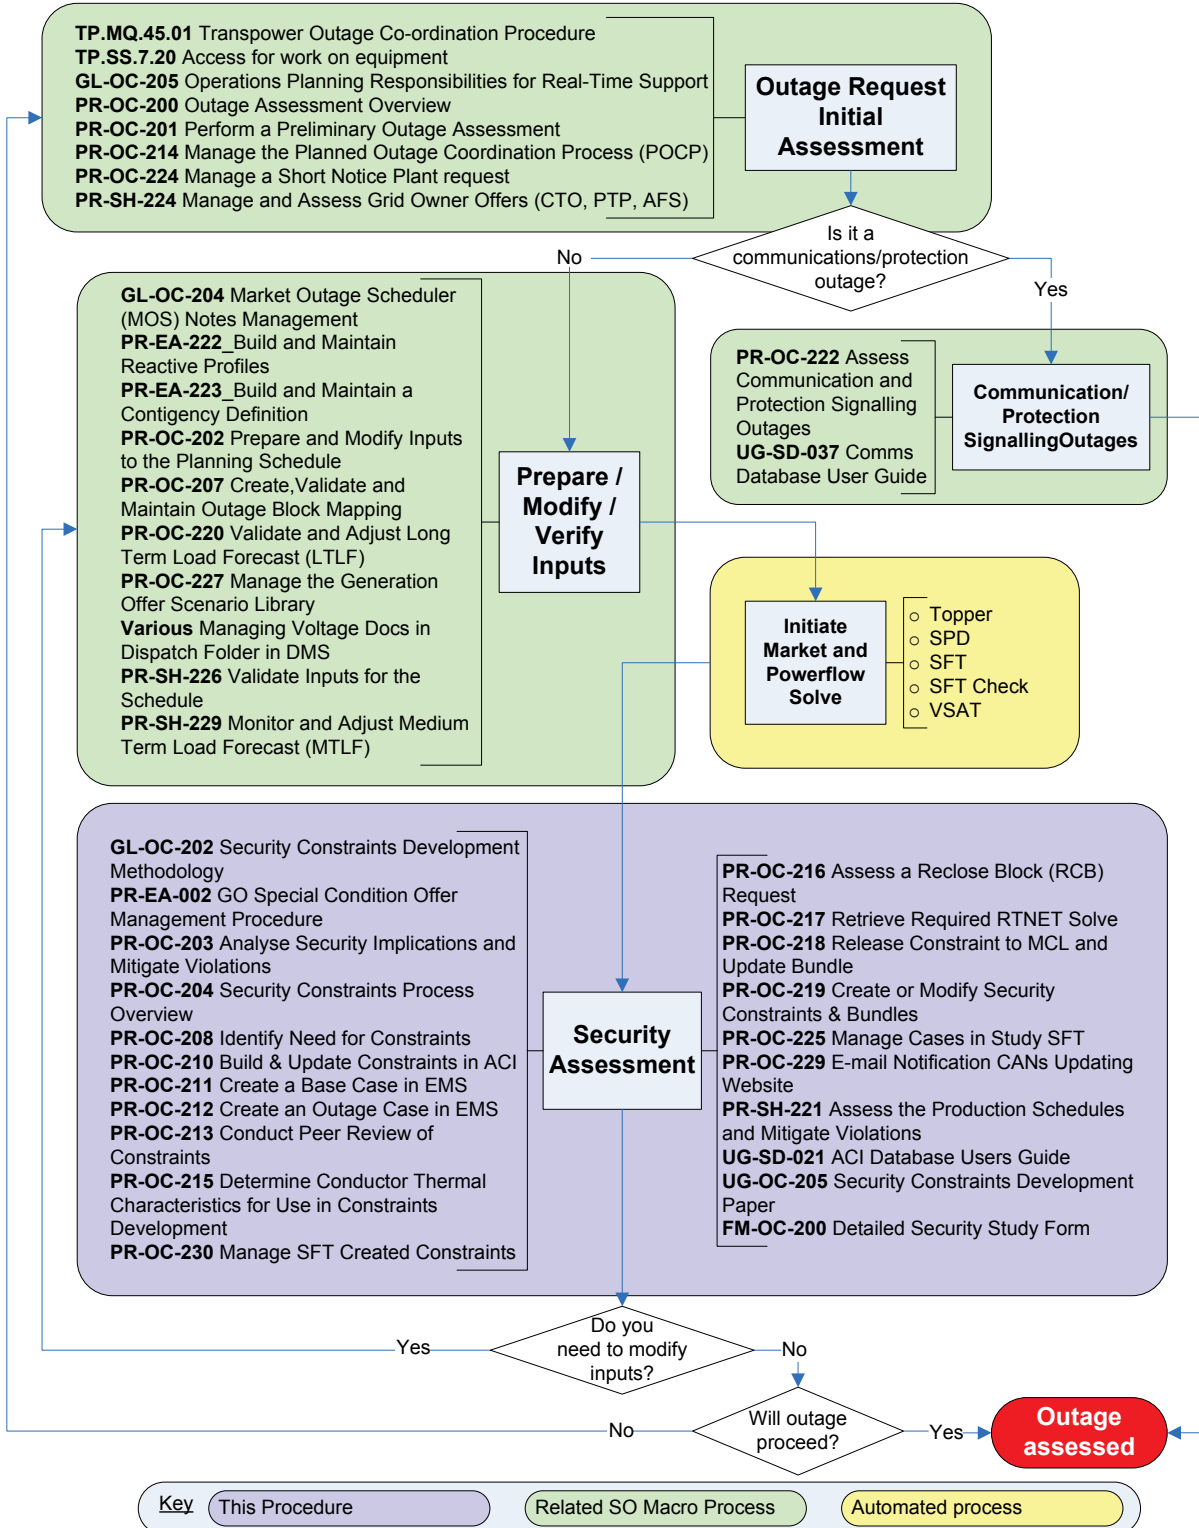 TP.MQ.45.01 Transpower Outage Co-ordination Procedure
TP.SS.7.20 Access for work on equipment
GL-OC-205 Operations Planning Responsibilities for Real-Time Support
PR-OC-200 Outage Assessment Overview
PR-OC-201 Perform a Preliminary Outage Assessment
PR-OC-214 Manage the Planned Outage Coordination Process (POCP)
PR-OC-224 Manage a Short Notice Plant request
PR-SH-224 Manage and Assess Grid Owner Offers (CTO, PTP, AFS)
Outage Request
Initial
Assessment
Is it a
communications/protection
outage?
No
Yes
GL-OC-204 Market Outage Scheduler
(MOS) Notes Management
PR-EA-222_Build and Maintain
Reactive Profiles
PR-EA-223_Build and Maintain a
Contigency Definition
PR-OC-202 Prepare and Modify Inputs
to the Planning Schedule
PR-OC-207 Create,Validate and
Maintain Outage Block Mapping
PR-OC-220 Validate and Adjust Long
Term Load Forecast (LTLF)
PR-OC-227 Manage the Generation
Offer Scenario Library
Various Managing Voltage Docs in
Dispatch Folder in DMS
PR-SH-226 Validate Inputs for the
Schedule
PR-SH-229 Monitor and Adjust Medium
Term Load Forecast (MTLF)
Prepare /
Modify /
Verify
Inputs
PR-OC-222 Assess
Communication and
Protection Signalling
Outages
UG-SD-037 Comms
Database User Guide
Communication/
Protection
SignallingOutages
Initiate
Market and
Powerflow
Solve
o Topper
o SPD
o SFT
o SFT Check
o VSAT
GL-OC-202 Security Constraints Development
Methodology
PR-EA-002 GO Special Condition Offer
Management Procedure
PR-OC-203 Analyse Security Implications and
Mitigate Violations
PR-OC-204 Security Constraints Process
Overview
PR-OC-208 Identify Need for Constraints
PR-OC-210 Build & Update Constraints in ACI
PR-OC-211 Create a Base Case in EMS
PR-OC-212 Create an Outage Case in EMS
PR-OC-213 Conduct Peer Review of
Constraints
PR-OC-215 Determine Conductor Thermal
Characteristics for Use in Constraints
Development
PR-OC-230 Manage SFT Created Constraints
Security
Assessment
PR-OC-216 Assess a Reclose Block (RCB)
Request
PR-OC-217 Retrieve Required RTNET Solve
PR-OC-218 Release Constraint to MCL and
Update Bundle
PR-OC-219 Create or Modify Security
Constraints & Bundles
PR-OC-225 Manage Cases in Study SFT
PR-OC-229 E-mail Notification CANs Updating
Website
PR-SH-221 Assess the Production Schedules
and Mitigate Violations
UG-SD-021 ACI Database Users Guide
UG-OC-205 Security Constraints Development
Paper
FM-OC-200 Detailed Security Study Form
Do you
need to modify
inputs?
Yes
No
Will outage
proceed?
No
Yes
Outage
assessed
Key
This Procedure
Related SO Macro Process
Automated process